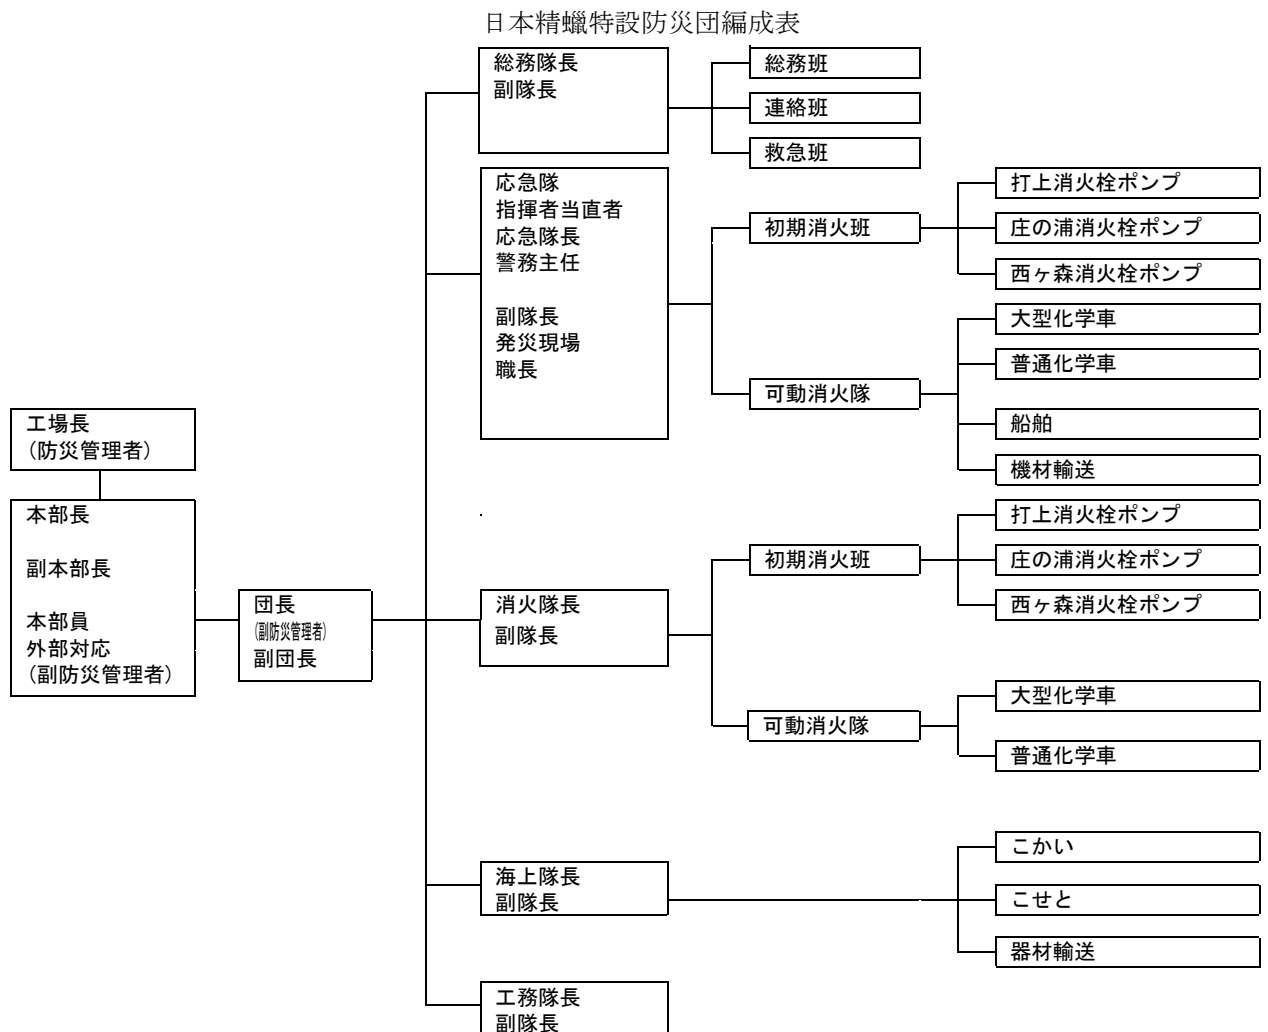 日本精蠟特設防災団編成表
総務隊長
副隊長
総務班
連絡班
救急班
応急隊
指揮者当直者
応急隊長
警務主任
副隊長
発災現場
職長
初期消火班
打上消火栓ポンプ
庄の浦消火栓ポンプ
西ヶ森消火栓ポンプ
可動消火隊
大型化学車
普通化学車
船舶
機材輸送
工場長
(防災管理者)
本部長
副本部長
本部員
外部対応
(副防災管理者)
団長
(副防災管理者)
副団長
消火隊長
副隊長
初期消火班
打上消火栓ポンプ
庄の浦消火栓ポンプ
西ヶ森消火栓ポンプ
可動消火隊
大型化学車
普通化学車
海上隊長
副隊長
こかい
こせと
器材輸送
工務隊長
副隊長